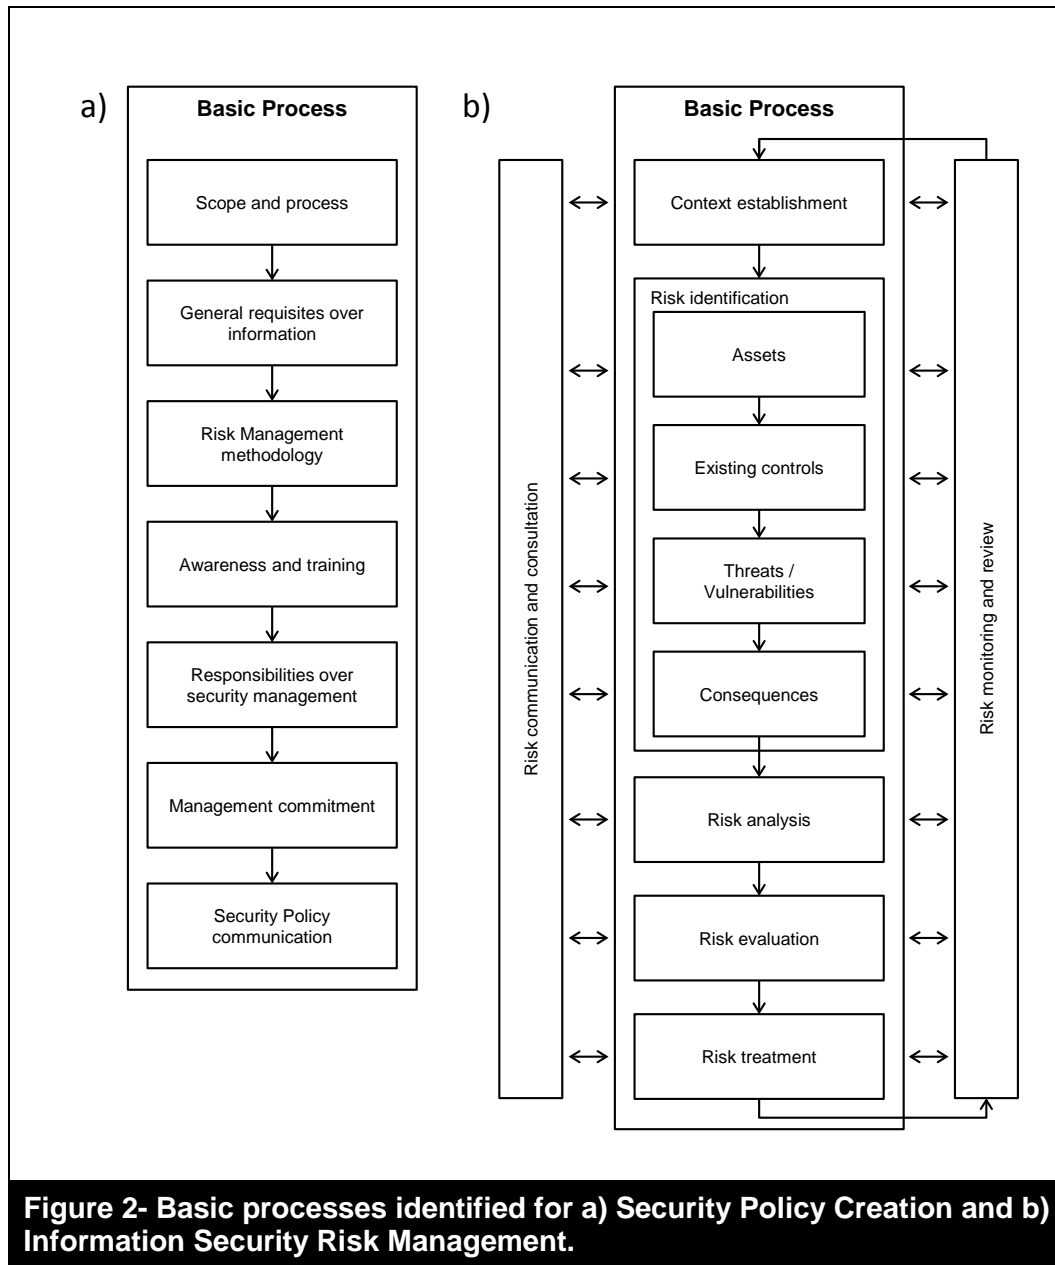 a)
Basic Process
Scope and process
General requisites over
information
Risk Management
methodology
Awareness and training
Responsibilities over
security management
Management commitment
Security Policy
communication
b)
Basic Process
Risk communication and consultation
Context establishment
Risk identification
Assets
Existing controls
Threats /
Vulnerabilities
Consequences
Risk analysis
Risk evaluation
Risk treatment
Risk monitoring and review
Figure 2- Basic processes identified for a) Security Policy Creation and b)
Information Security Risk Management.